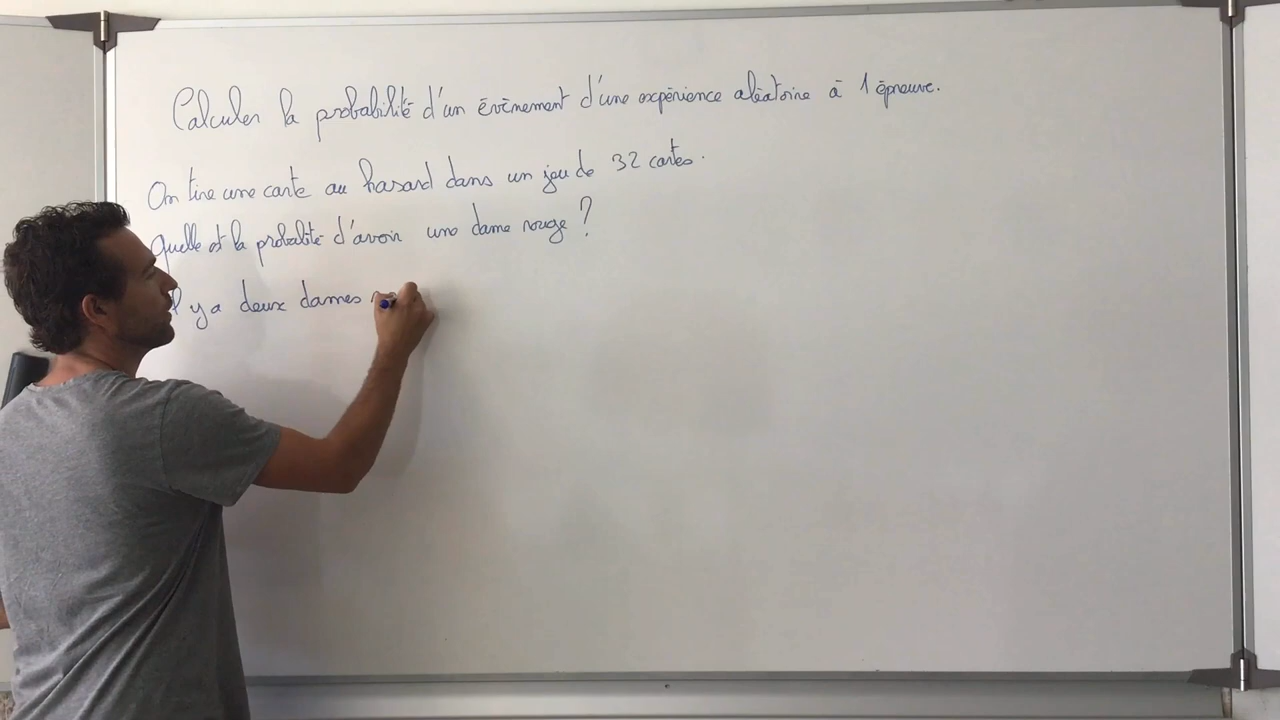 Calculer la probabilité d'un évènement d'une expérience aléatoire à 1 épreuve.
On tire une carte au hasard dans un jeu de 32 cartes.
Quelle est la probabilité d'avoir une dame rouge ?
il y a deux dames